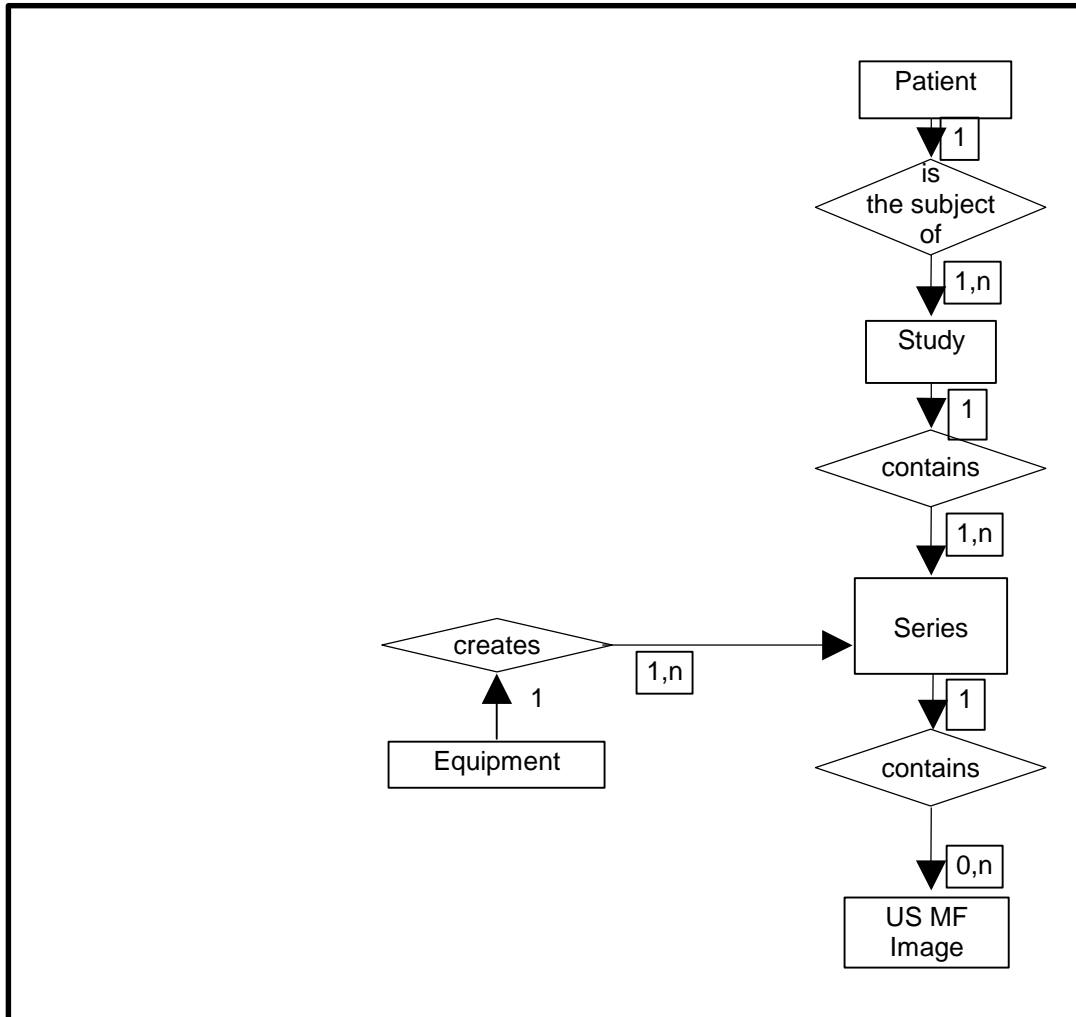 Patient
1
is
the subject
of
1,n
Study
1
contains
1,n
Series
creates
1,n
1
Equipment
1
contains
0,n
US MF
Image